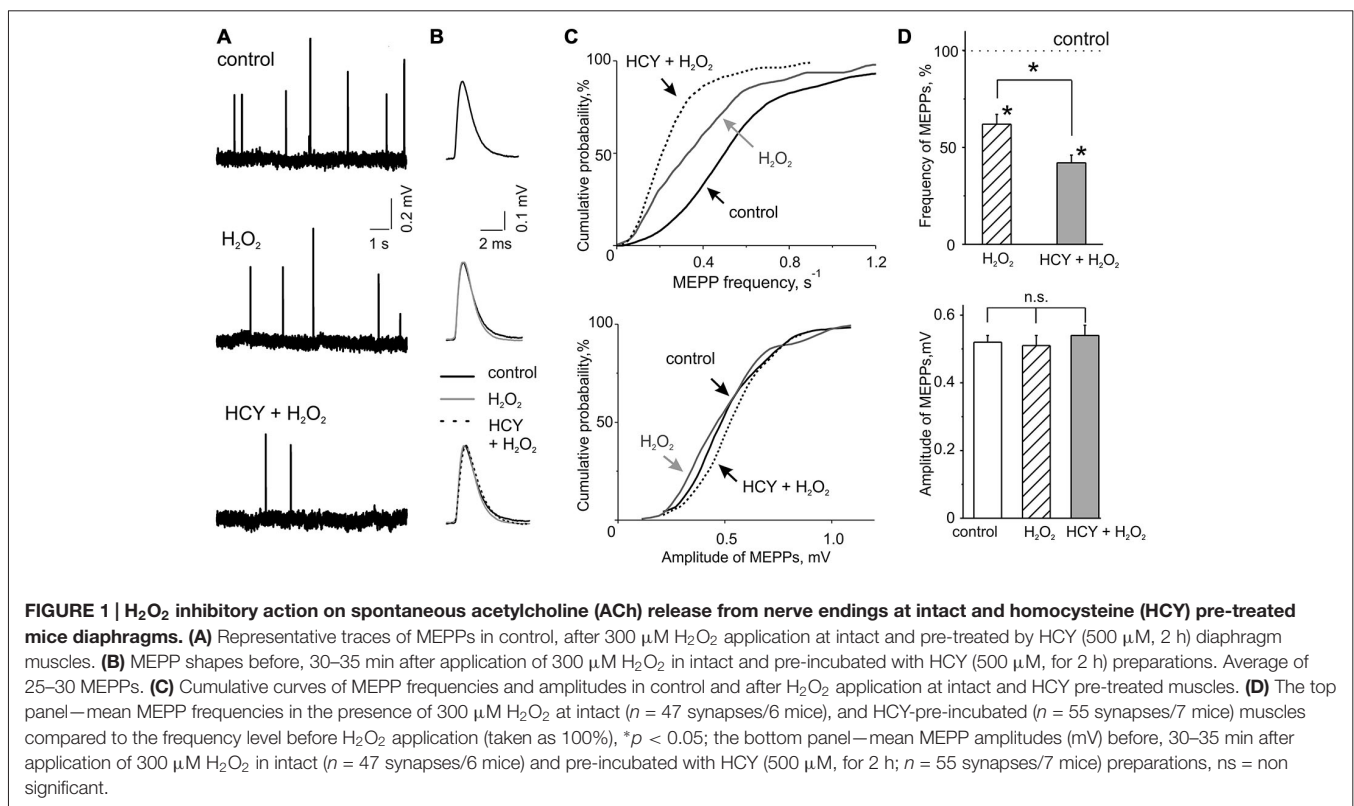 A
control
0.2 mV
1 s
H₂O₂
HCY + H₂O₂
B
0.1 mV
2 ms
control
H₂O₂
HCY
+ H₂O₂
C
Cumulative probabaility,%
100
50
0
HCY + H₂O₂
H₂O₂
control
0.4
0.8
1.2
MEPP frequency, s⁻¹
Cumulative probabaility,%
100
50
0
control
H₂O₂
HCY + H₂O₂
0.5
1.0
Amplitude of MEPPs, mV
D
control
Frequency of MEPPs, %
100
50
0
*
*
*
H₂O₂
HCY + H₂O₂
n.s.
Amplitude of MEPPs,mV
0.6
0.4
0.2
0
control
H₂O₂
HCY + H₂O₂
FIGURE 1 | H₂O₂ inhibitory action on spontaneous acetylcholine (ACh) release from nerve endings at intact and homocysteine (HCY) pre-treated
mice diaphragms. (A) Representative traces of MEPPs in control, after 300 μM H₂O₂ application at intact and pre-treated by HCY (500 μM, 2 h) diaphragm
muscles. (B) MEPP shapes before, 30–35 min after application of 300 μM H₂O₂ in intact and pre-incubated with HCY (500 μM, for 2 h) preparations. Average of
25–30 MEPPs. (C) Cumulative curves of MEPP frequencies and amplitudes in control and after H₂O₂ application at intact and HCY pre-treated muscles. (D) The top
panel—mean MEPP frequencies in the presence of 300 μM H₂O₂ at intact (n = 47 synapses/6 mice), and HCY-pre-incubated (n = 55 synapses/7 mice) muscles
compared to the frequency level before H₂O₂ application (taken as 100%), *p < 0.05; the bottom panel—mean MEPP amplitudes (mV) before, 30–35 min after
application of 300 μM H₂O₂ in intact (n = 47 synapses/6 mice) and pre-incubated with HCY (500 μM, for 2 h; n = 55 synapses/7 mice) preparations, ns = non
significant.